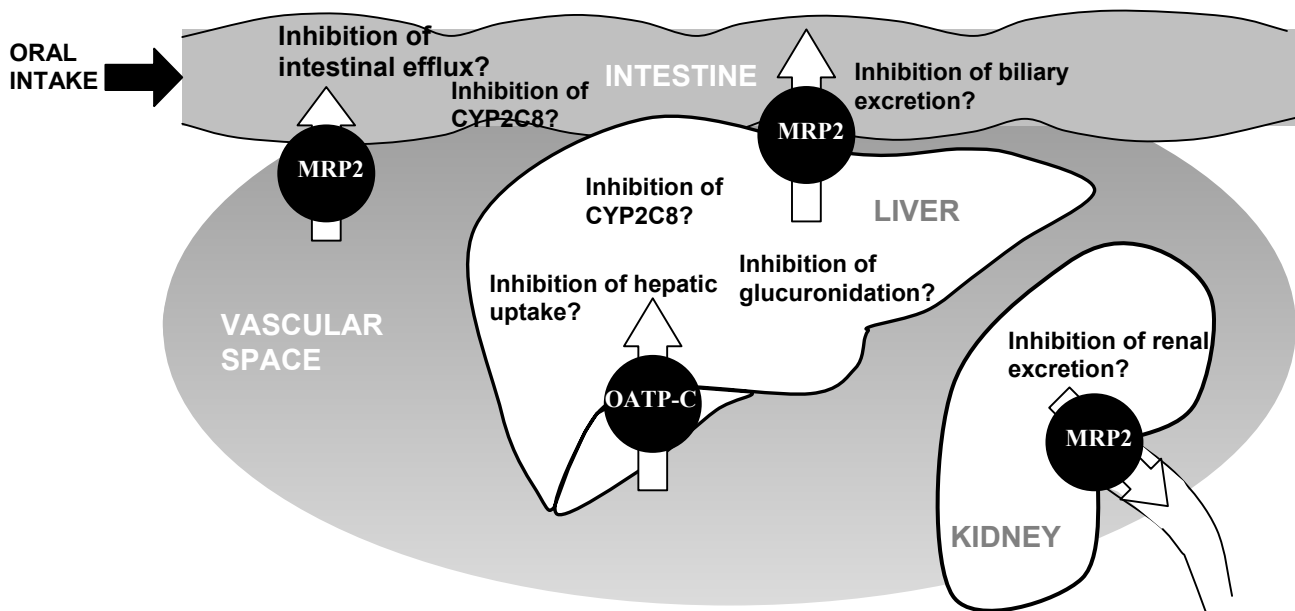 ORAL
INTAKE
Inhibition of
intestinal efflux?
Inhibition of
CYP2C8?
INTESTINE
Inhibition of biliary
excretion?
MRP2
MRP2
Inhibition of
CYP2C8?
LIVER
Inhibition of hepatic
uptake?
Inhibition of
glucuronidation?
VASCULAR
SPACE
Inhibition of renal
excretion?
OATP-C
MRP2
KIDNEY